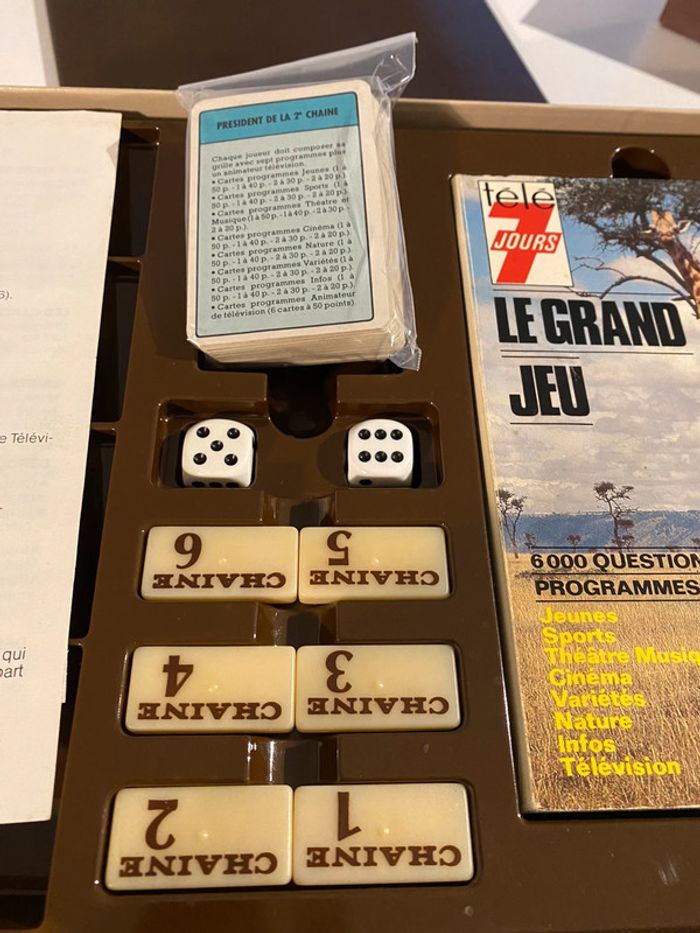 PRESIDENT DE LA 2e CHAINE
Chaque joueur doit composer sa
grille avec sept programmes plus
un animateur télévision.
• Cartes programmes Jeunes (1 à
50 p. - 1 à 40 p. - 2 à 30 p. - 2 à 20 p.)
• Cartes programmes Sports (1 à
50 p. - 1 à 40 p. - 2 à 30 p. - 2 à 20 p.)
• Cartes programmes Théatre et
Musique (1 à 50 p. - 1 à 40 p. - 2 à 30 p. -
2 à 20 p.)
• Cartes programmes Cinéma (1 à
50 p. - 1 à 40 p. - 2 à 30 p. - 2 à 20 p.)
• Cartes programmes Nature (1 à
50 p. - 1 à 40 p. - 2 à 30 p. - 2 à 20 p.)
• Cartes programmes Variétés (1 à
50 p. - 1 à 40 p. - 2 à 30 p. - 2 à 20 p.)
• Cartes programmes Infos (1 à
50 p. - 1 à 40 p. - 2 à 30 p. - 2 à 20 p.)
• Cartes programmes Animateur
de télévision (6 cartes à 50 points).
télé
7
JOURS
LE GRAND
JEU
6000 QUESTION
PROGRAMMES
Jeunes
Sports
Théâtre Musiq
Cinéma
Variétés
Nature
Infos
Télévision
6).
e Télévi-
qui
part
6
CHAINE
5
CHAINE
4
CHAINE
3
CHAINE
2
CHAINE
1
CHAINE